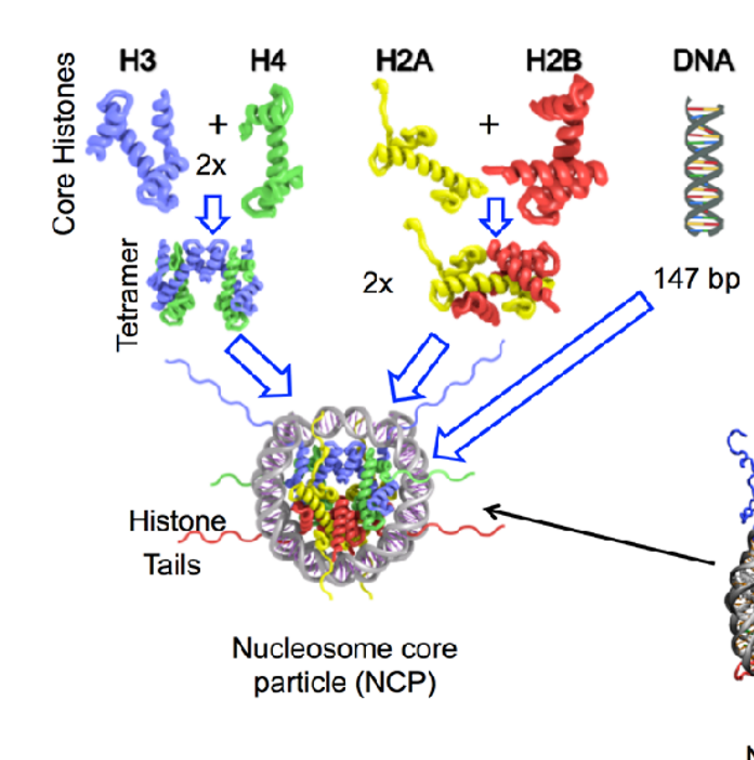 H3 H4 H2A H2B DNA
Core Histones
+ 2x +
Tetramer
2x
147 bp
Histone
Tails
Nucleosome core
particle (NCP)